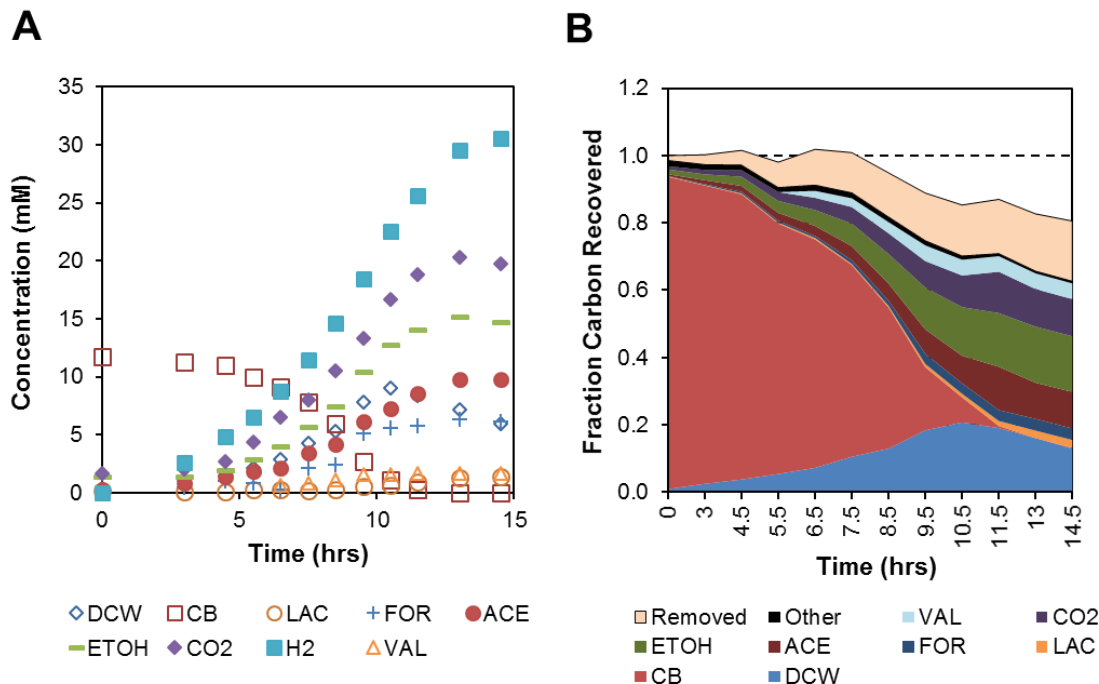 A
Concentration (mM)
35
30
25
20
15
10
5
0
0 5 10 15
Time (hrs)
DCW CB LAC FOR ACE
ETOH CO2 H2 VAL
B
Fraction Carbon Recovered
1.2
1.0
0.8
0.6
0.4
0.2
0.0
0 3 4.5 5.5 6.5 7.5 8.5 9.5 10.5 11.5 13 14.5
Time (hrs)
Removed Other VAL CO2
ETOH ACE FOR LAC
CB DCW